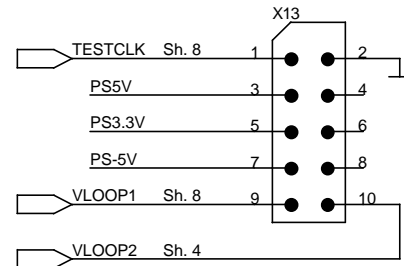 X13
TESTCLK Sh. 8 1 2
PS5V 3 4
PS3.3V 5 6
PS-5V 7 8
VLOOP1 Sh. 8 9 10
VLOOP2 Sh. 4